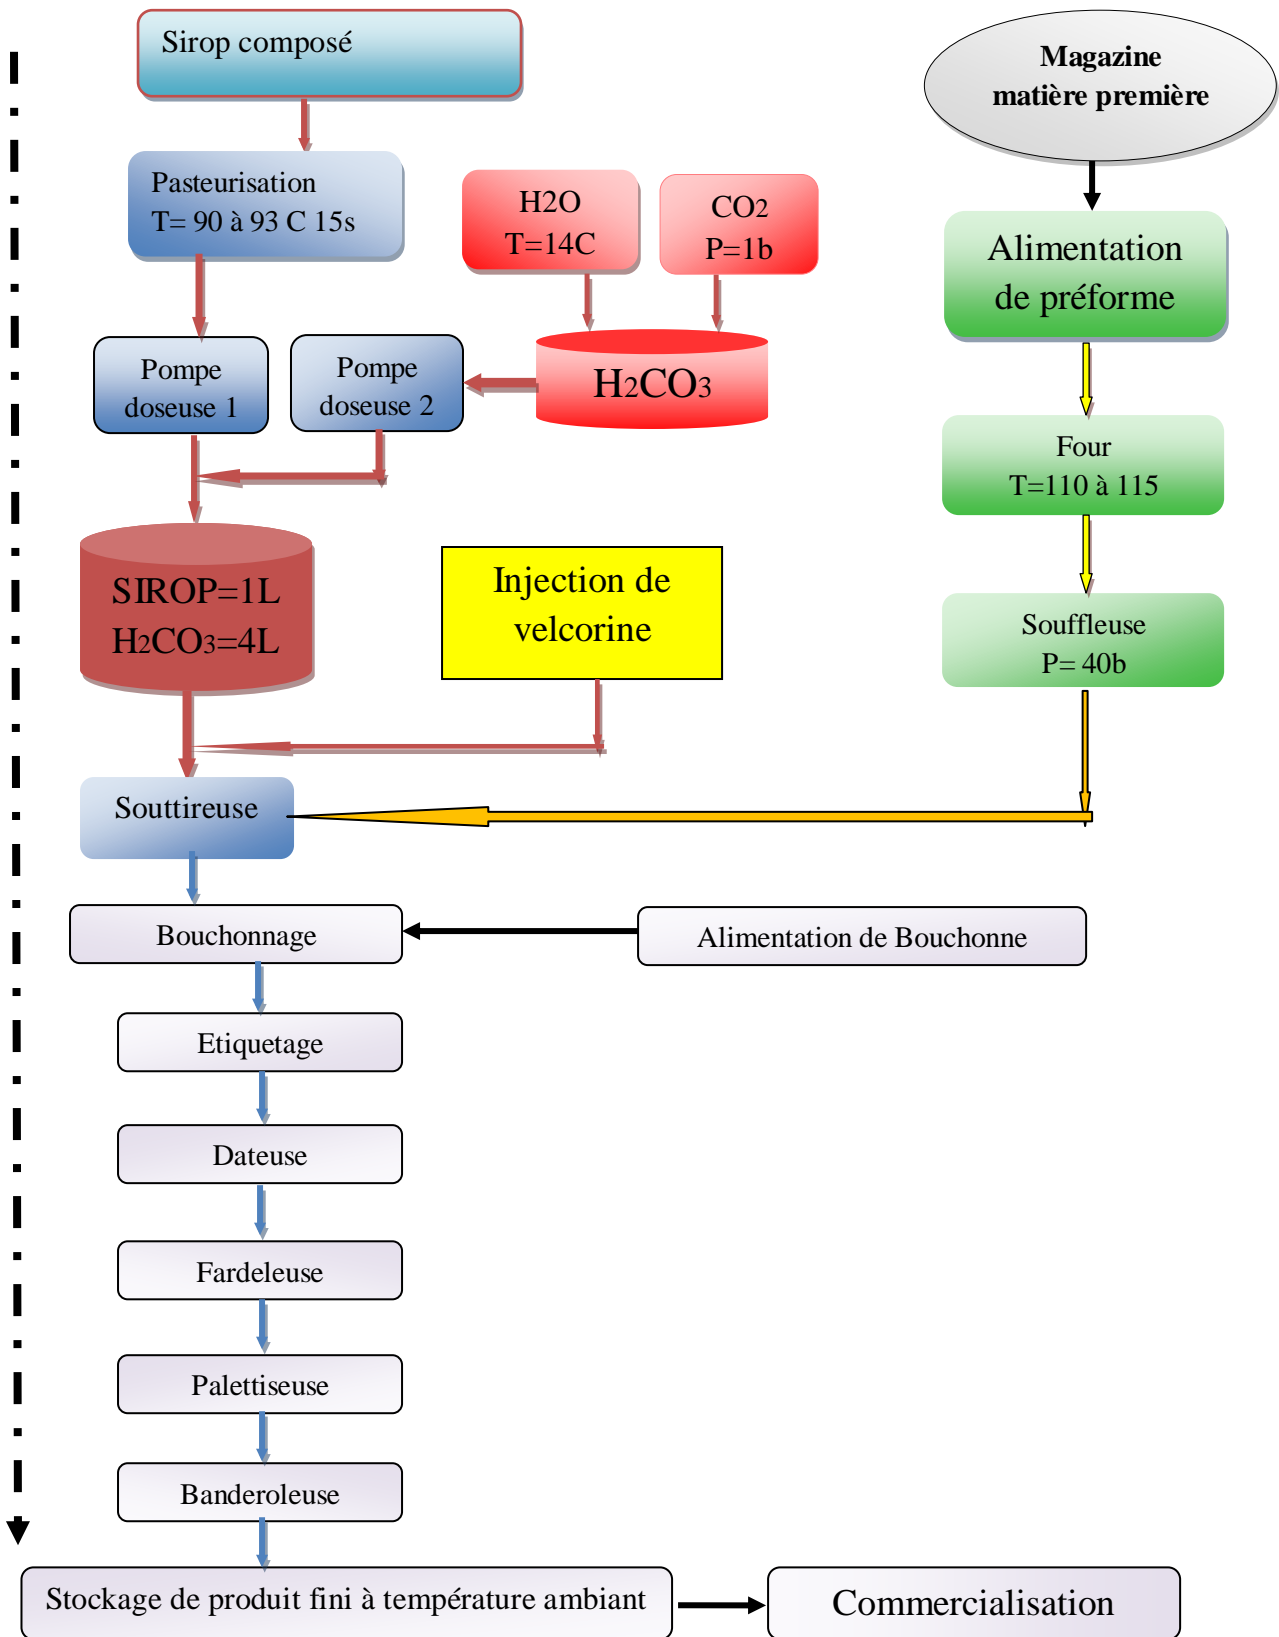 Sirop composé
Magazine
matière première
Pasteurisation
T= 90 à 93 C 15s
H2O
T=14C
CO2
P=1b
Alimentation
de préforme
Pompe
doseuse 1
Pompe
doseuse 2
H2CO3
Four
T=110 à 115
SIROP=1L
H2CO3=4L
Injection de
velcorine
Souffleuse
P= 40b
Souttireuse
Bouchonnage
Alimentation de Bouchonne
Etiquetage
Dateuse
Fardeleuse
Palettiseuse
Banderoleuse
Stockage de produit fini à température ambiant
Commercialisation